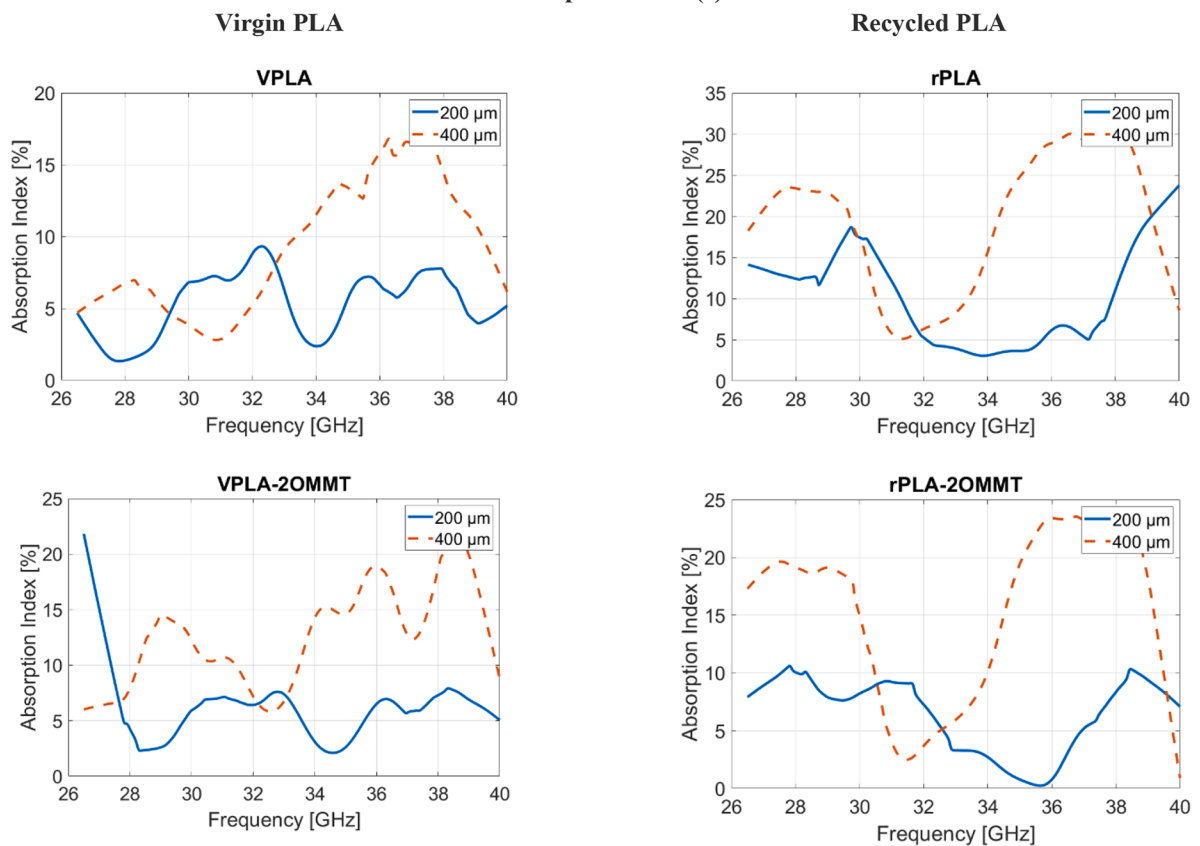 Virgin PLA
Recycled PLA
VPLA
20
15
10
5
0
Absorption Index [%]
200 µm
400 µm
26 28 30 32 34 36 38 40
Frequency [GHz]
rPLA
35
30
25
20
15
10
5
0
Absorption Index [%]
200 µm
400 µm
26 28 30 32 34 36 38 40
Frequency [GHz]
VPLA-2OMMT
25
20
15
10
5
0
Absorption Index [%]
200 µm
400 µm
26 28 30 32 34 36 38 40
Frequency [GHz]
rPLA-2OMMT
25
20
15
10
5
0
Absorption Index [%]
200 µm
400 µm
26 28 30 32 34 36 38 40
Frequency [GHz]